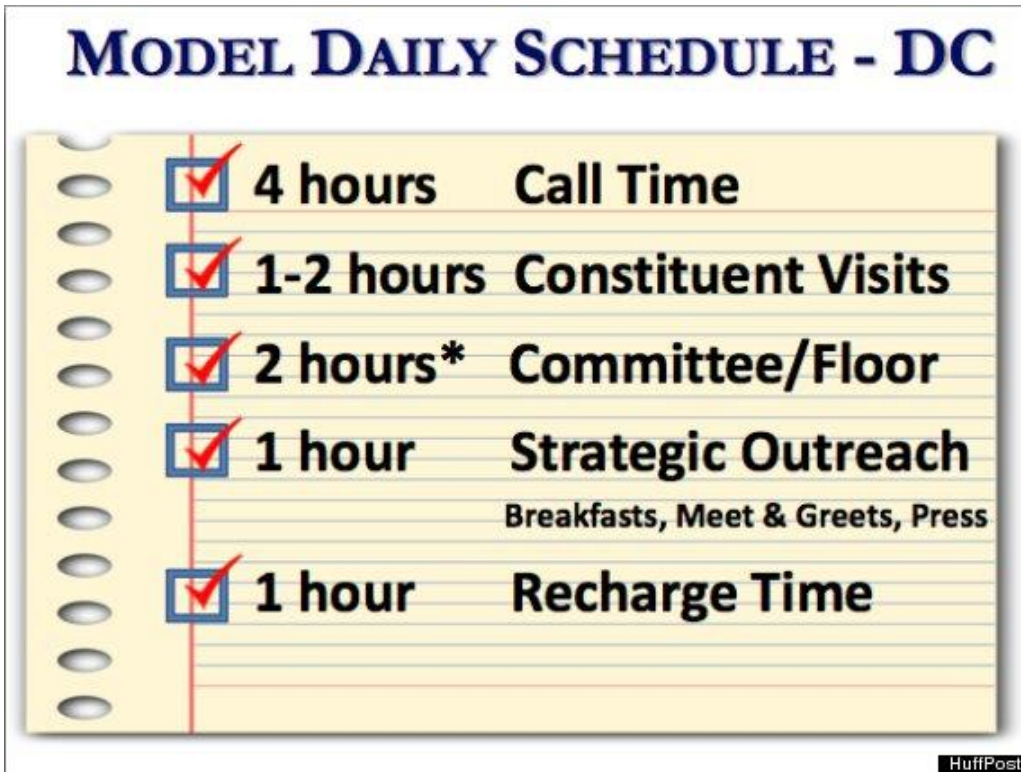 MODEL DAILY SCHEDULE - DC
4 hours Call Time
1-2 hours Constituent Visits
2 hours* Committee/Floor
1 hour Strategic Outreach
Breakfasts, Meet & Greets, Press
1 hour Recharge Time
HuffPost